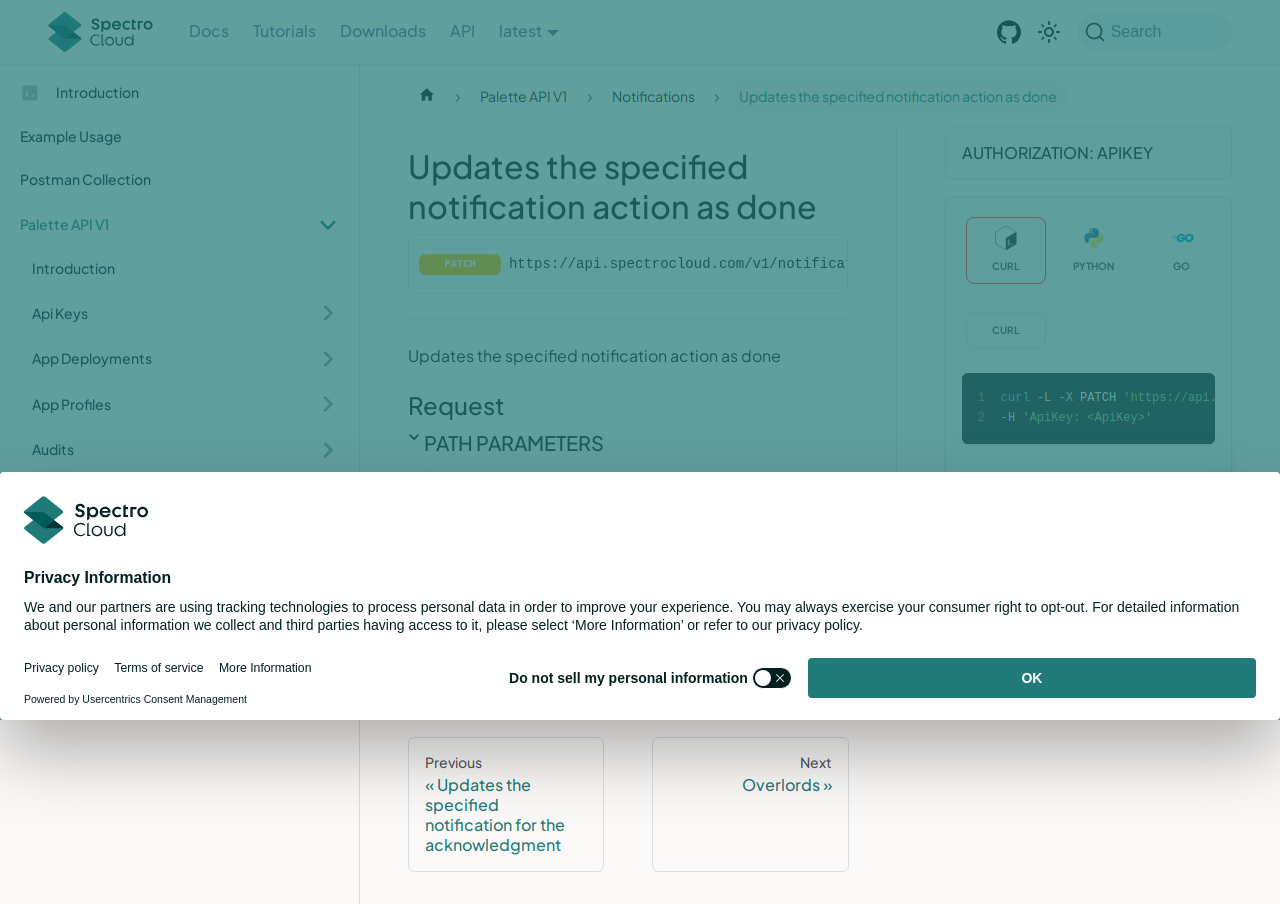 Spectro Cloud
Docs
Tutorials
Downloads
API
latest
Search
Introduction
Example Usage
Postman Collection
Palette API V1
Introduction
Api Keys
App Deployments
App Profiles
Audits
Palette API V1
Notifications
Updates the specified notification action as done
Updates the specified
notification action as done
PATCH
https://api.spectrocloud.com/v1/notifica
Updates the specified notification action as done
Request
PATH PARAMETERS
AUTHORIZATION: APIKEY
CURL
PYTHON
GO
CURL
1 curl -L -X PATCH 'https://api.
2 -H 'ApiKey: <ApiKey>'
Spectro
Cloud
Privacy Information
We and our partners are using tracking technologies to process personal data in order to improve your experience. You may always exercise your consumer right to opt-out. For detailed information
about personal information we collect and third parties having access to it, please select ‘More Information’ or refer to our privacy policy.
Privacy policy
Terms of service
More Information
Do not sell my personal information
OK
Powered by Usercentrics Consent Management
Previous
« Updates the
specified
notification for the
acknowledgment
Next
Overlords »